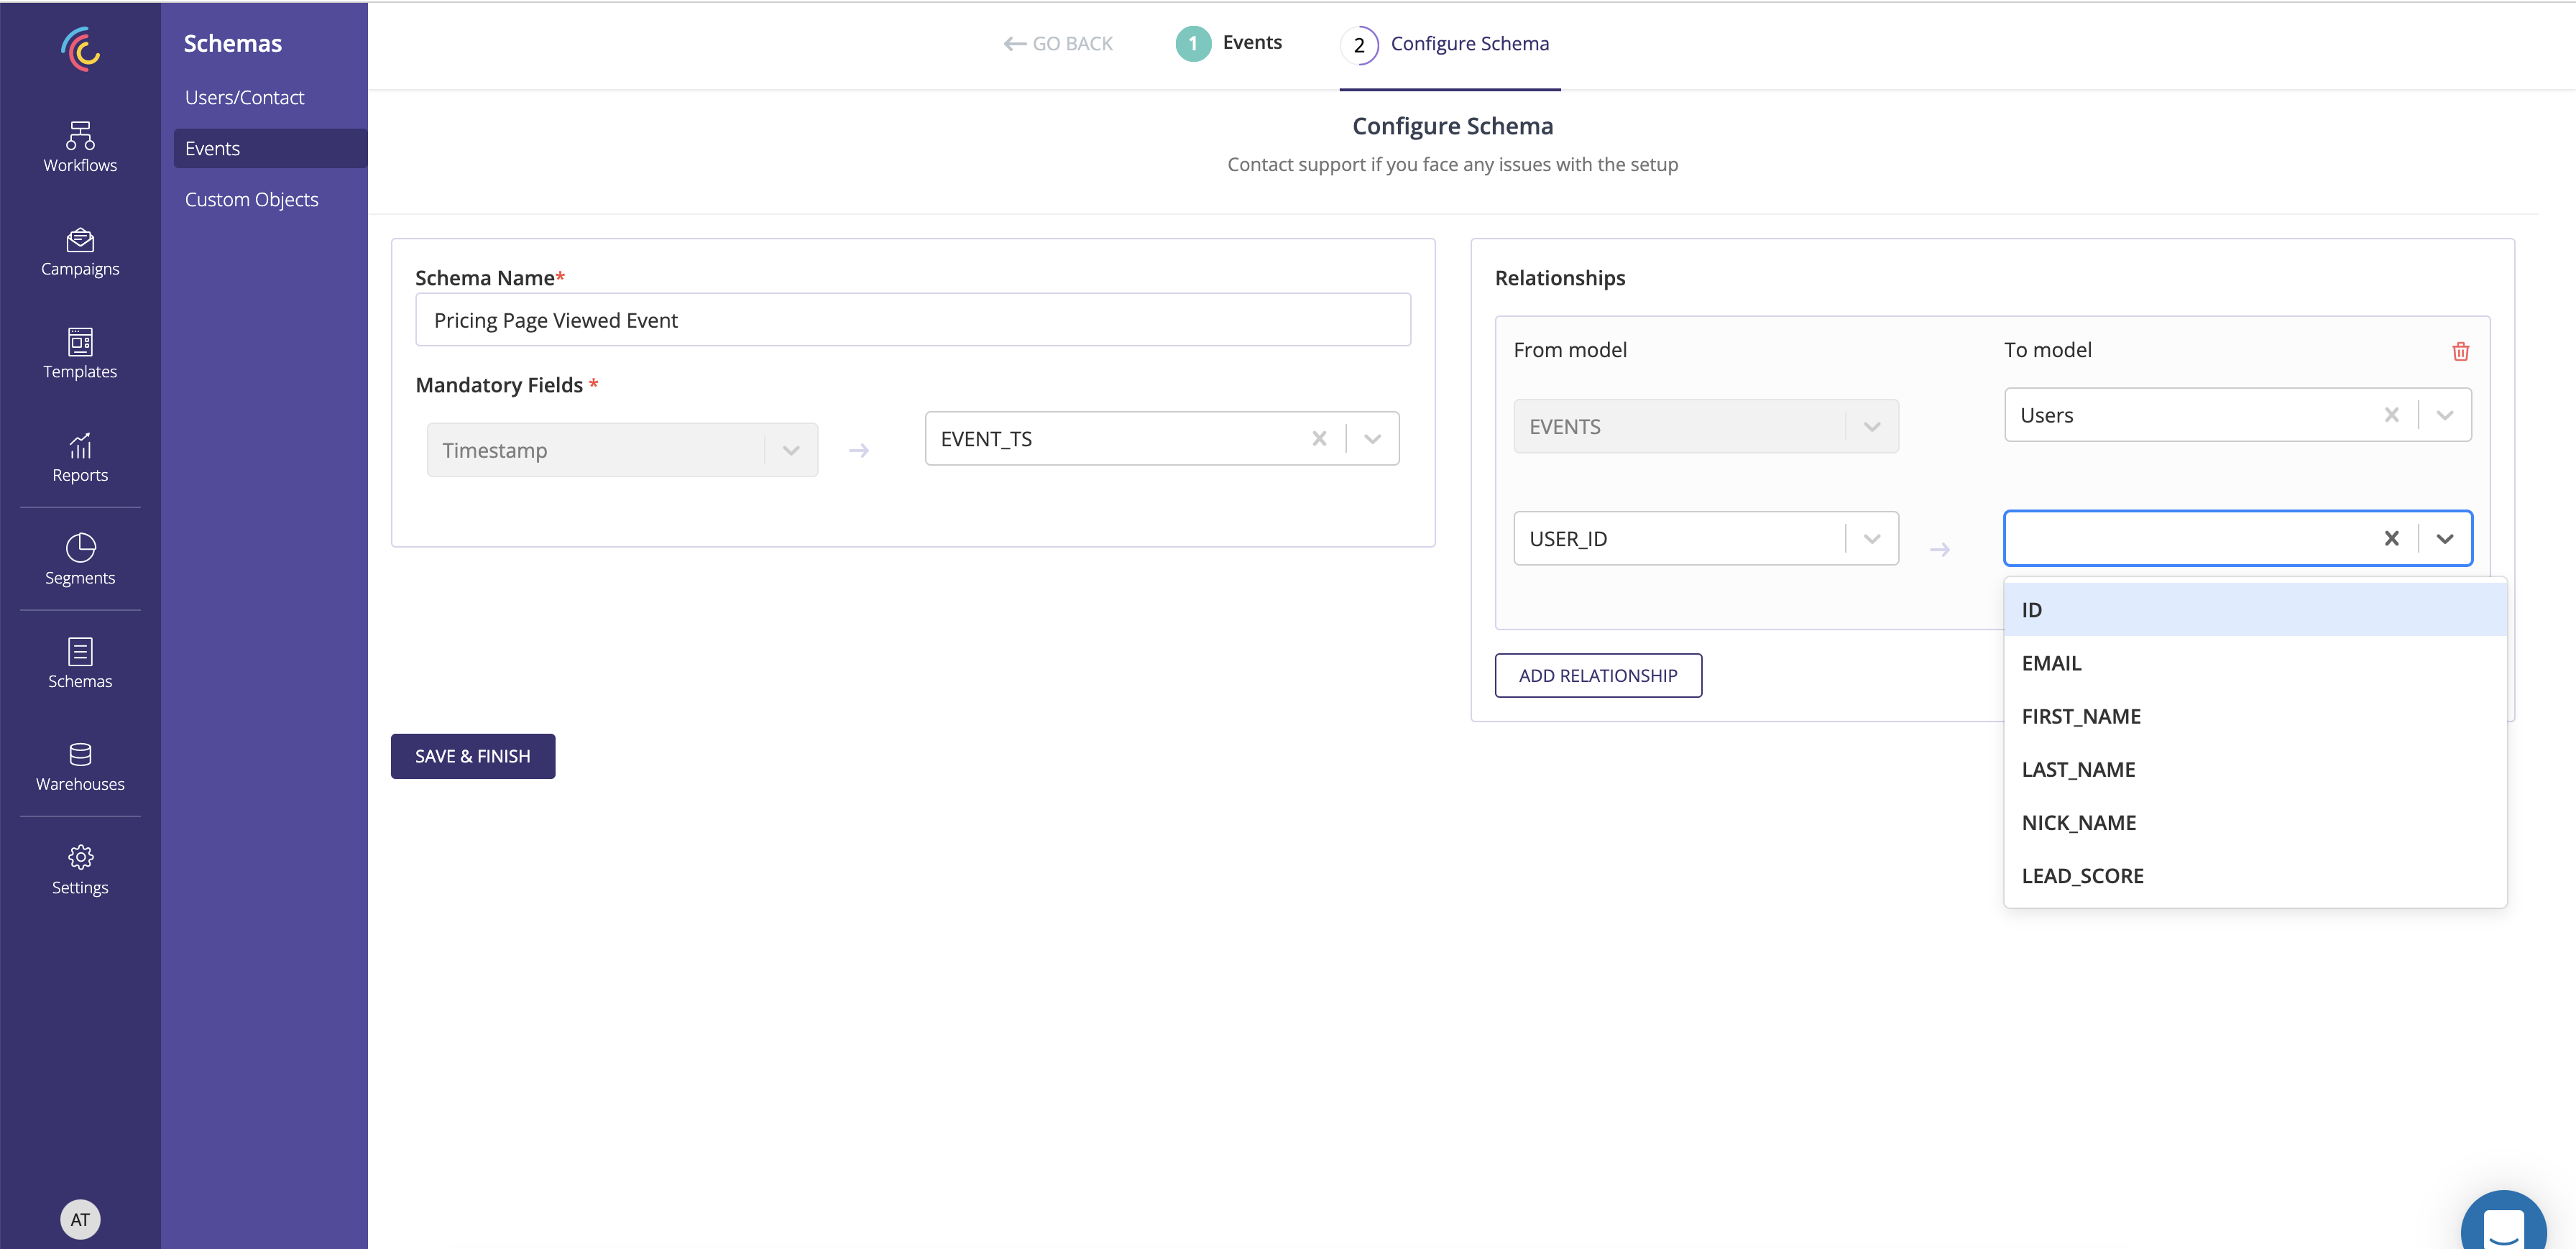 Schemas
Users/Contact
Events
Custom Objects
Workflows
Campaigns
Templates
Reports
Segments
Schemas
Warehouses
Settings
AT
GO BACK
1 Events
2 Configure Schema
Configure Schema
Contact support if you face any issues with the setup
Schema Name*
Pricing Page Viewed Event
Mandatory Fields *
Timestamp
EVENT_TS
SAVE & FINISH
Relationships
From model
To model
EVENTS
Users
USER_ID
ID
EMAIL
FIRST_NAME
LAST_NAME
NICK_NAME
LEAD_SCORE
ADD RELATIONSHIP